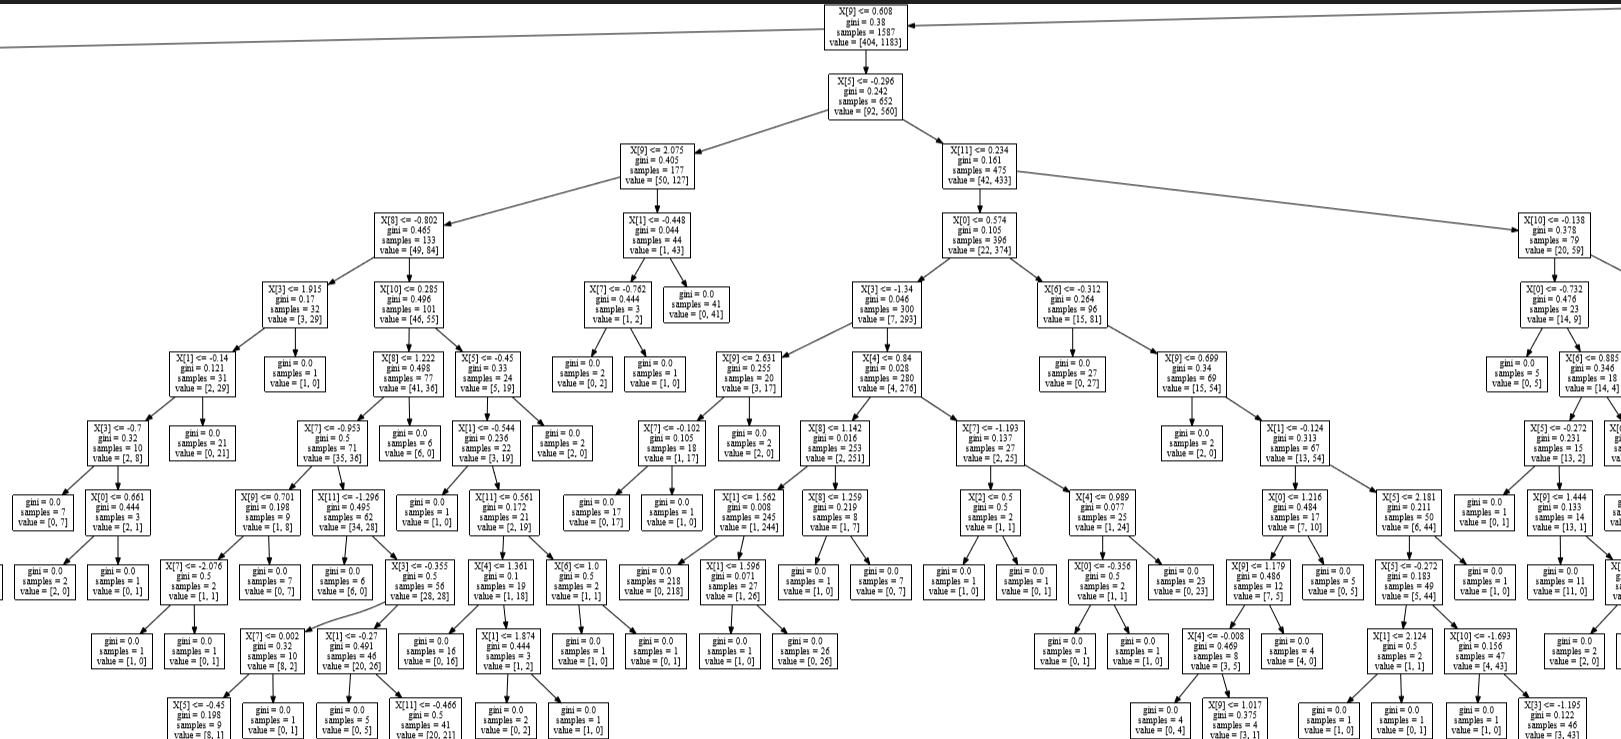 X[9] <= 0.608
gini = 0.38
samples = 1587
value = [404, 1183]
X[5] <= -0.296
gini = 0.242
samples = 652
value = [92, 560]
X[9] <= 2.075
gini = 0.405
samples = 177
value = [50, 127]
X[11] <= 0.234
gini = 0.161
samples = 475
value = [42, 433]
X[8] <= -0.802
gini = 0.465
samples = 133
value = [49, 84]
X[1] <= -0.448
gini = 0.044
samples = 44
value = [1, 43]
X[0] <= 0.574
gini = 0.105
samples = 396
value = [22, 374]
X[10] <= -0.138
gini = 0.378
samples = 79
value = [20, 59]
X[3] <= 1.915
gini = 0.17
samples = 32
value = [3, 29]
X[10] <= 0.285
gini = 0.496
samples = 101
value = [46, 55]
X[7] <= -0.762
gini = 0.444
samples = 3
value = [1, 2]
gini = 0.0
samples = 41
value = [0, 41]
X[3] <= -1.34
gini = 0.046
samples = 300
value = [7, 293]
X[6] <= -0.312
gini = 0.264
samples = 96
value = [15, 81]
X[0] <= -0.732
gini = 0.476
samples = 23
value = [14, 9]
X[1] <= -0.14
gini = 0.121
samples = 31
value = [2, 29]
gini = 0.0
samples = 1
value = [1, 0]
X[8] <= 1.222
gini = 0.498
samples = 77
value = [41, 36]
X[5] <= -0.45
gini = 0.33
samples = 24
value = [5, 19]
gini = 0.0
samples = 2
value = [0, 2]
gini = 0.0
samples = 1
value = [1, 0]
X[9] <= 2.631
gini = 0.255
samples = 20
value = [3, 17]
X[4] <= 0.84
gini = 0.028
samples = 280
value = [4, 276]
gini = 0.0
samples = 27
value = [0, 27]
X[9] <= 0.699
gini = 0.34
samples = 69
value = [15, 54]
gini = 0.0
samples = 5
value = [0, 5]
X[6] <= 0.885
gini = 0.346
samples = 18
value = [14, 4]
X[3] <= -0.7
gini = 0.32
samples = 10
value = [2, 8]
gini = 0.0
samples = 21
value = [0, 21]
X[7] <= -0.953
gini = 0.5
samples = 71
value = [35, 36]
gini = 0.0
samples = 6
value = [6, 0]
X[1] <= -0.544
gini = 0.236
samples = 22
value = [3, 19]
gini = 0.0
samples = 2
value = [2, 0]
X[7] <= -0.102
gini = 0.105
samples = 18
value = [1, 17]
gini = 0.0
samples = 2
value = [2, 0]
X[8] <= 1.142
gini = 0.016
samples = 253
value = [2, 251]
X[7] <= -1.193
gini = 0.137
samples = 27
value = [2, 25]
gini = 0.0
samples = 2
value = [2, 0]
X[1] <= -0.124
gini = 0.313
samples = 67
value = [13, 54]
X[5] <= -0.272
gini = 0.231
samples = 15
value = [13, 2]
gini = 0.0
samples = 7
value = [0, 7]
X[0] <= 0.661
gini = 0.444
samples = 3
value = [2, 1]
X[9] <= 0.701
gini = 0.198
samples = 9
value = [1, 8]
X[11] <= -1.296
gini = 0.495
samples = 62
value = [34, 28]
gini = 0.0
samples = 1
value = [1, 0]
X[11] <= 0.561
gini = 0.172
samples = 21
value = [2, 19]
gini = 0.0
samples = 17
value = [0, 17]
gini = 0.0
samples = 1
value = [1, 0]
X[1] <= 1.562
gini = 0.008
samples = 245
value = [1, 244]
X[8] <= 1.259
gini = 0.219
samples = 8
value = [1, 7]
X[2] <= 0.5
gini = 0.5
samples = 2
value = [1, 1]
X[4] <= 0.989
gini = 0.077
samples = 25
value = [1, 24]
X[0] <= 1.216
gini = 0.484
samples = 17
value = [7, 10]
X[5] <= 2.181
gini = 0.211
samples = 50
value = [6, 44]
gini = 0.0
samples = 1
value = [0, 1]
X[9] <= 1.444
gini = 0.133
samples = 14
value = [13, 1]
gini = 0.0
samples = 2
value = [2, 0]
gini = 0.0
samples = 1
value = [0, 1]
X[7] <= -2.076
gini = 0.5
samples = 2
value = [1, 1]
gini = 0.0
samples = 7
value = [0, 7]
gini = 0.0
samples = 6
value = [6, 0]
X[3] <= -0.355
gini = 0.5
samples = 56
value = [28, 28]
X[4] <= 1.361
gini = 0.1
samples = 19
value = [1, 18]
X[6] <= 1.0
gini = 0.5
samples = 2
value = [1, 1]
gini = 0.0
samples = 218
value = [0, 218]
X[1] <= 1.596
gini = 0.071
samples = 27
value = [1, 26]
gini = 0.0
samples = 1
value = [1, 0]
gini = 0.0
samples = 7
value = [0, 7]
gini = 0.0
samples = 1
value = [1, 0]
gini = 0.0
samples = 1
value = [0, 1]
X[0] <= -0.356
gini = 0.5
samples = 2
value = [1, 1]
gini = 0.0
samples = 23
value = [0, 23]
X[9] <= 1.179
gini = 0.486
samples = 12
value = [7, 5]
gini = 0.0
samples = 5
value = [0, 5]
X[5] <= -0.272
gini = 0.183
samples = 49
value = [5, 44]
gini = 0.0
samples = 1
value = [1, 0]
gini = 0.0
samples = 11
value = [11, 0]
gini = 0.0
samples = 1
value = [1, 0]
gini = 0.0
samples = 1
value = [0, 1]
X[7] <= 0.002
gini = 0.32
samples = 10
value = [8, 2]
X[1] <= -0.27
gini = 0.491
samples = 46
value = [20, 26]
gini = 0.0
samples = 16
value = [0, 16]
X[1] <= 1.874
gini = 0.444
samples = 3
value = [1, 2]
gini = 0.0
samples = 1
value = [1, 0]
gini = 0.0
samples = 1
value = [0, 1]
gini = 0.0
samples = 1
value = [1, 0]
gini = 0.0
samples = 26
value = [0, 26]
gini = 0.0
samples = 1
value = [0, 1]
gini = 0.0
samples = 1
value = [1, 0]
X[4] <= -0.008
gini = 0.469
samples = 8
value = [3, 5]
gini = 0.0
samples = 4
value = [4, 0]
X[1] <= 2.124
gini = 0.5
samples = 2
value = [1, 1]
X[10] <= -1.693
gini = 0.156
samples = 47
value = [4, 43]
gini = 0.0
samples = 2
value = [2, 0]
X[5] <= -0.45
gini = 0.198
samples = 9
value = [8, 1]
gini = 0.0
samples = 1
value = [0, 1]
gini = 0.0
samples = 5
value = [0, 5]
X[11] <= -0.466
gini = 0.5
samples = 41
value = [20, 21]
gini = 0.0
samples = 2
value = [0, 2]
gini = 0.0
samples = 1
value = [1, 0]
gini = 0.0
samples = 4
value = [0, 4]
X[9] <= 1.017
gini = 0.375
samples = 4
value = [3, 1]
gini = 0.0
samples = 1
value = [1, 0]
gini = 0.0
samples = 1
value = [0, 1]
gini = 0.0
samples = 1
value = [1, 0]
X[3] <= -1.195
gini = 0.122
samples = 46
value = [3, 43]